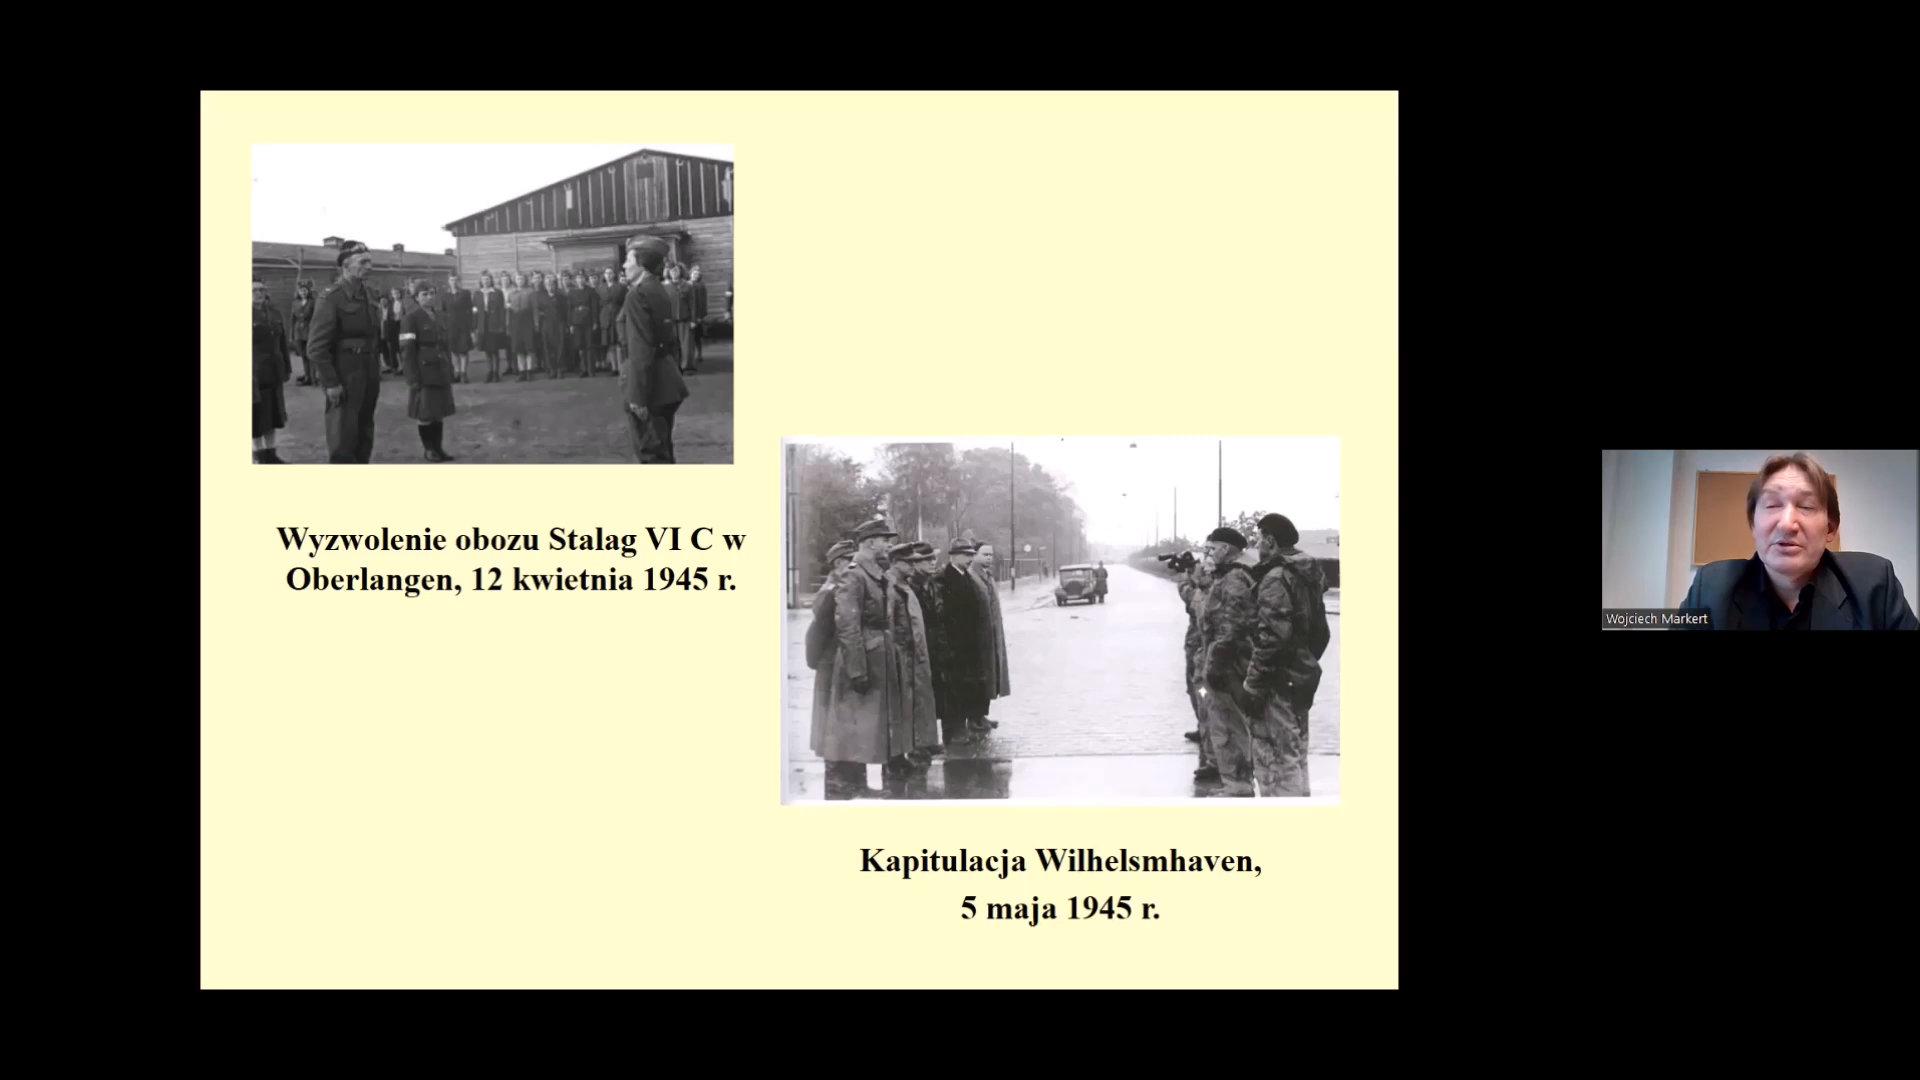 Wyzwolenie obozu Stalag VI C w
Oberlangen, 12 kwietnia 1945 r.
Kapitulacja Wilhelsmhaven,
5 maja 1945 r.
Wojciech Markert